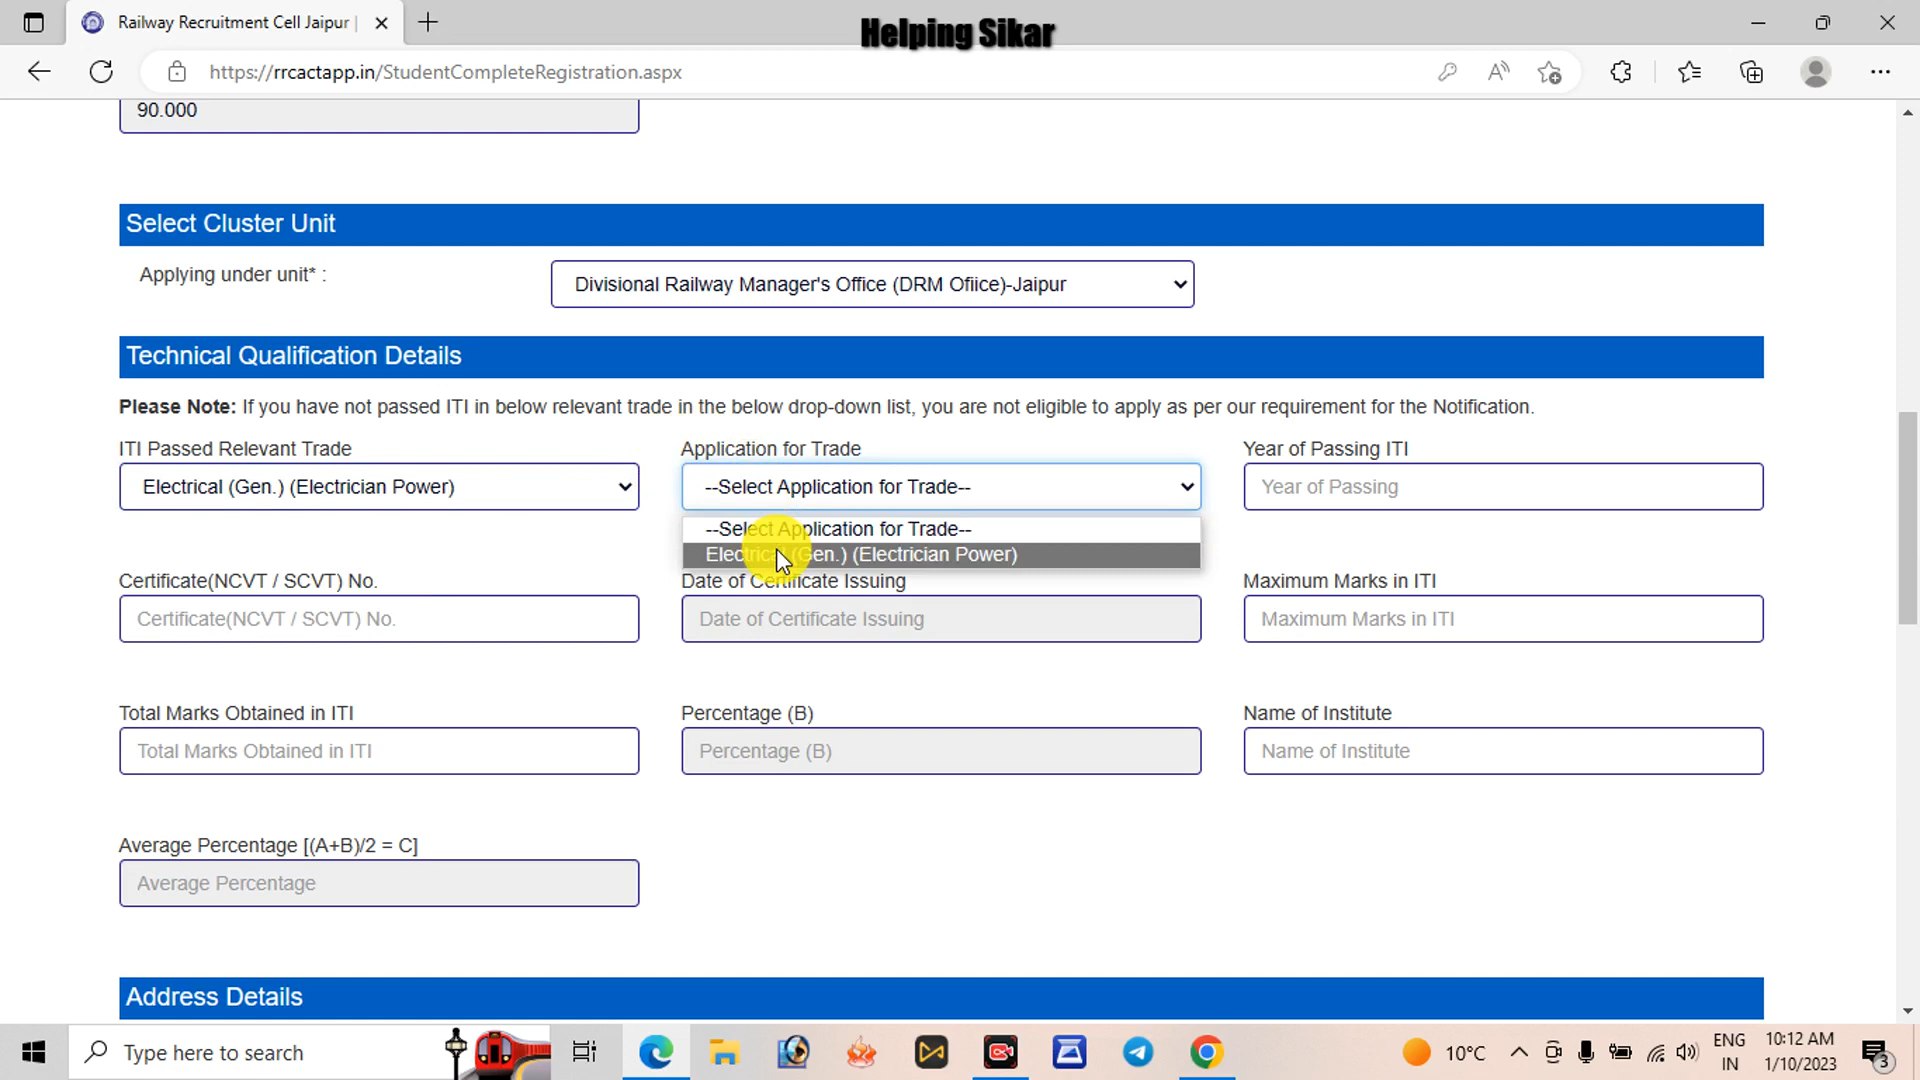 Railway Recruitment Cell Jaipur |
Helping Sikar
https://rrcactapp.in/StudentCompleteRegistration.aspx
90.000
Select Cluster Unit
Applying under unit* :
Divisional Railway Manager's Office (DRM Ofiice)-Jaipur
Technical Qualification Details
Please Note: If you have not passed ITI in below relevant trade in the below drop-down list, you are not eligible to apply as per our requirement for the Notification.
ITI Passed Relevant Trade
Application for Trade
Year of Passing ITI
Electrical (Gen.) (Electrician Power)
--Select Application for Trade--
Year of Passing
--Select Application for Trade--
Electrical (Gen.) (Electrician Power)
Certificate(NCVT / SCVT) No.
Date of Certificate Issuing
Maximum Marks in ITI
Certificate(NCVT / SCVT) No.
Date of Certificate Issuing
Maximum Marks in ITI
Total Marks Obtained in ITI
Percentage (B)
Name of Institute
Total Marks Obtained in ITI
Percentage (B)
Name of Institute
Average Percentage [(A+B)/2 = C]
Average Percentage
Address Details
Type here to search
10°C
ENG
IN
10:12 AM
1/10/2023
3